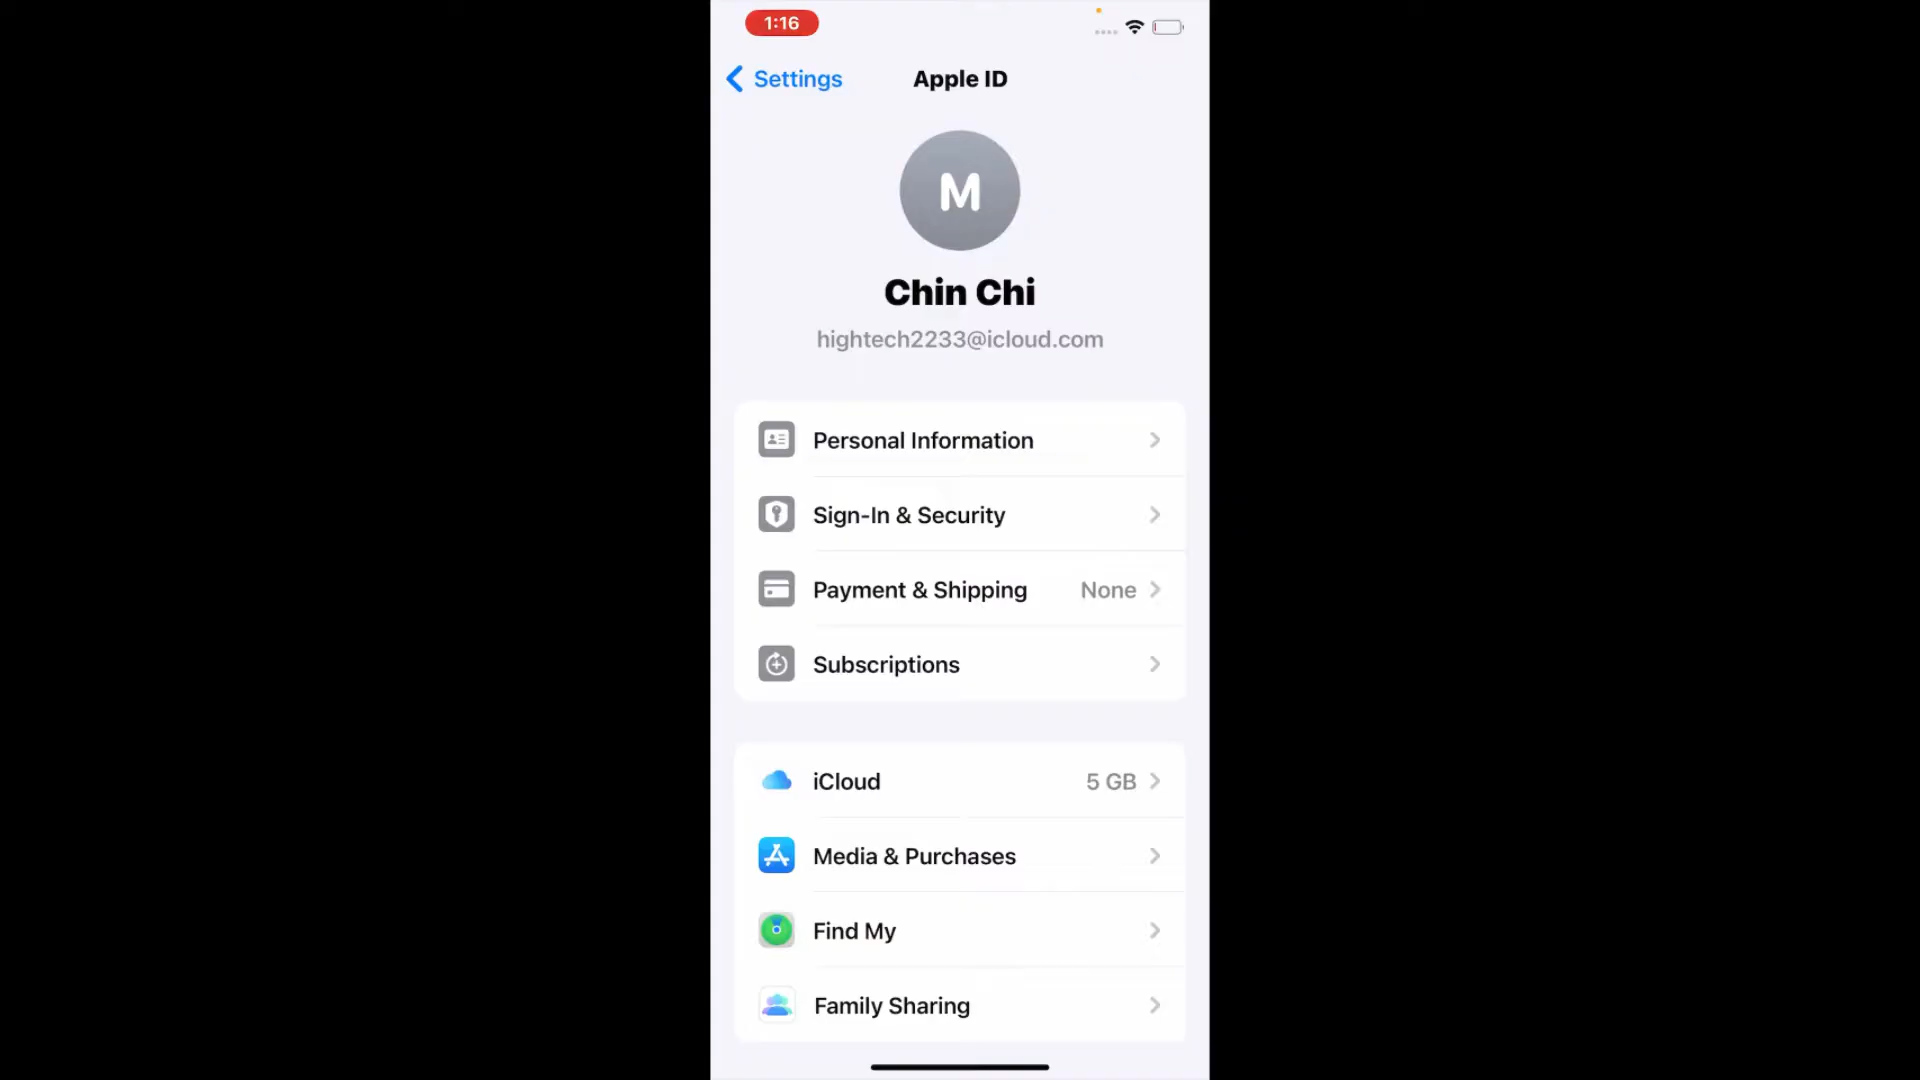 1:16
Settings
Apple ID
M
Chin Chi
hightech2233@icloud.com
Personal Information
Sign-In & Security
Payment & Shipping None
Subscriptions
iCloud 5 GB
Media & Purchases
Find My
Family Sharing